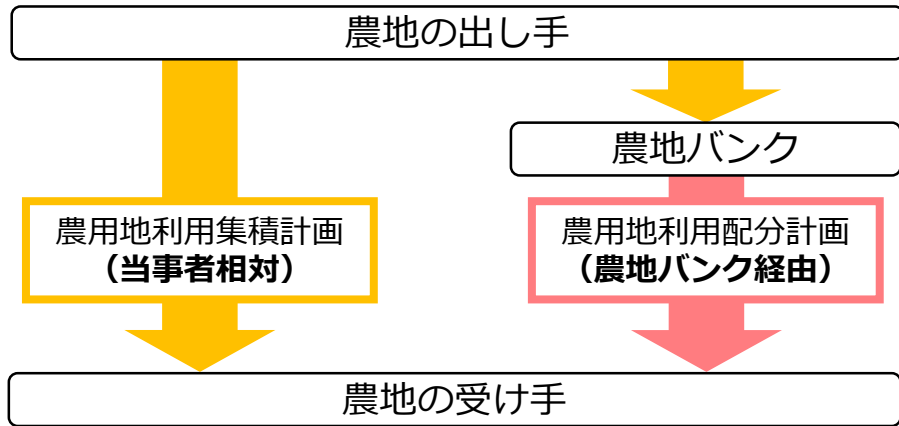 農地の出し手
農地バンク
農用地利用集積計画
（当事者相対）
農用地利用配分計画
（農地バンク経由）
農地の受け手